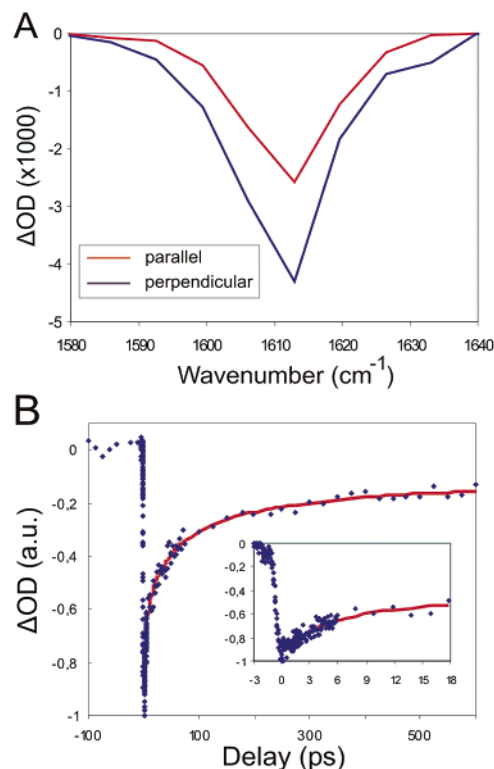 A
ΔOD (x1000)
0
-1
-2
-3
-4
-5
parallel
perpendicular
1580 1590 1600 1610 1620 1630 1640
Wavenumber (cm-1)
B
ΔOD (a.u.)
0
-0,2
-0,4
-0,6
-0,8
-1
0
-0,2
-0,4
-0,6
-0,8
-1
-3 0 3 6 9 12 15 18
-100 100 300 500
Delay (ps)